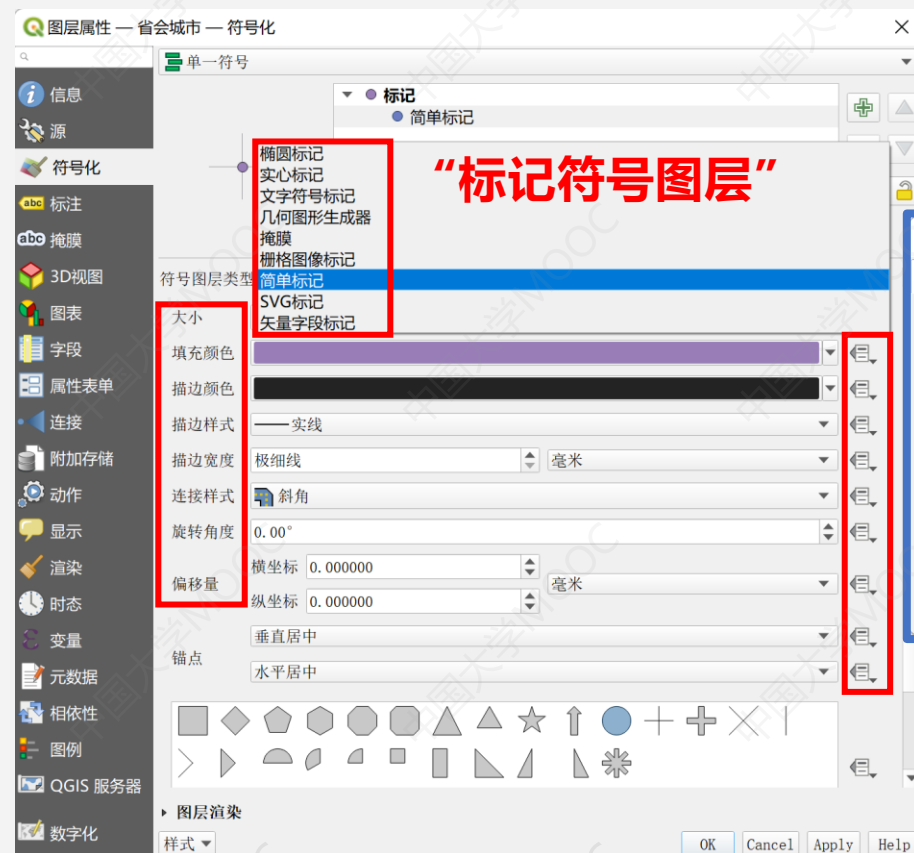 图层属性 — 省会城市 — 符号化
单一符号
信息
源
符号化
标注
掩膜
3D视图
图表
字段
属性表单
连接
附加存储
动作
显示
渲染
时态
变量
元数据
相依性
图例
QGIS 服务器
数字化
标记
简单标记
“标记符号图层”
椭圆标记
实心标记
文字符号标记
几何图形生成器
掩膜
栅格图像标记
符号图层类型 简单标记
SVG标记
矢量字段标记
大小
填充颜色
描边颜色
描边样式 实线
描边宽度 极细线 毫米
连接样式 斜角
旋转角度 0.00°
偏移量 横坐标 0.000000 毫米
纵坐标 0.000000
锚点 垂直居中
水平居中
图层渲染
样式 OK Cancel Apply Help
abc
abc
中国大学MOOC